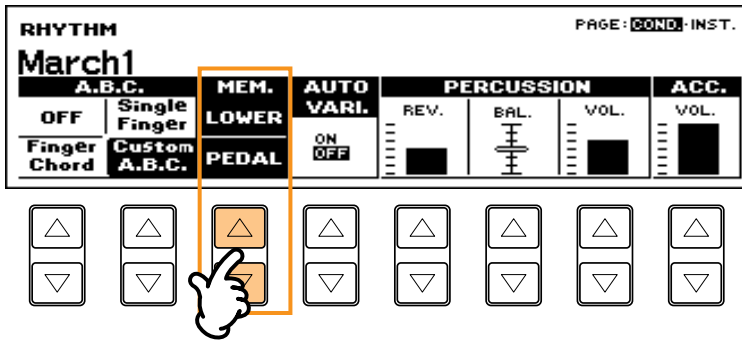 RHYTHM
PAGE: COND. · INST.
March1
A.B.C.
MEM.
AUTO VARI.
PERCUSSION
ACC.
OFF
Single Finger
LOWER
ON
OFF
REV.
BAL.
VOL.
VOL.
Finger Chord
Custom A.B.C.
PEDAL